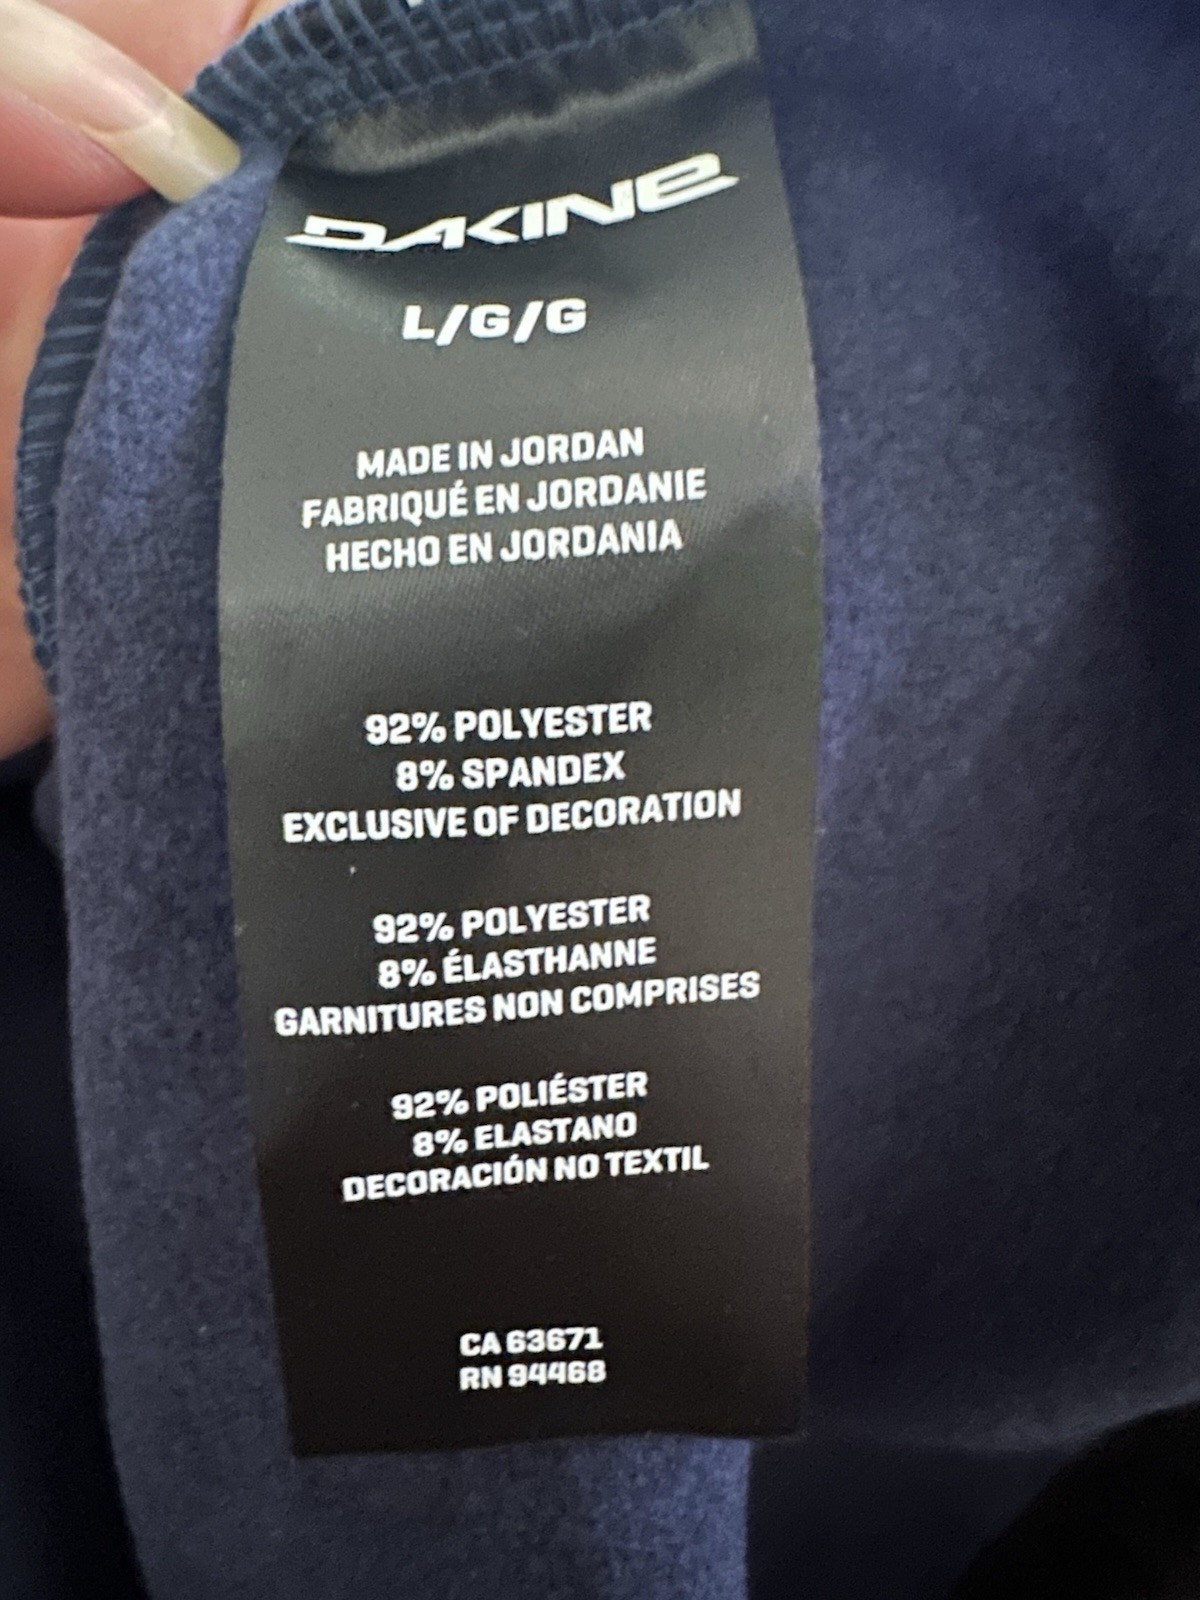 DAKINE
L/G/G
MADE IN JORDAN
FABRIQUÉ EN JORDANIE
HECHO EN JORDANIA
92% POLYESTER
8% SPANDEX
EXCLUSIVE OF DECORATION
92% POLYESTER
8% ÉLASTHANNE
GARNITURES NON COMPRISES
92% POLIÉSTER
8% ELASTANO
DECORACIÓN NO TEXTIL
CA 63671
RN 94468